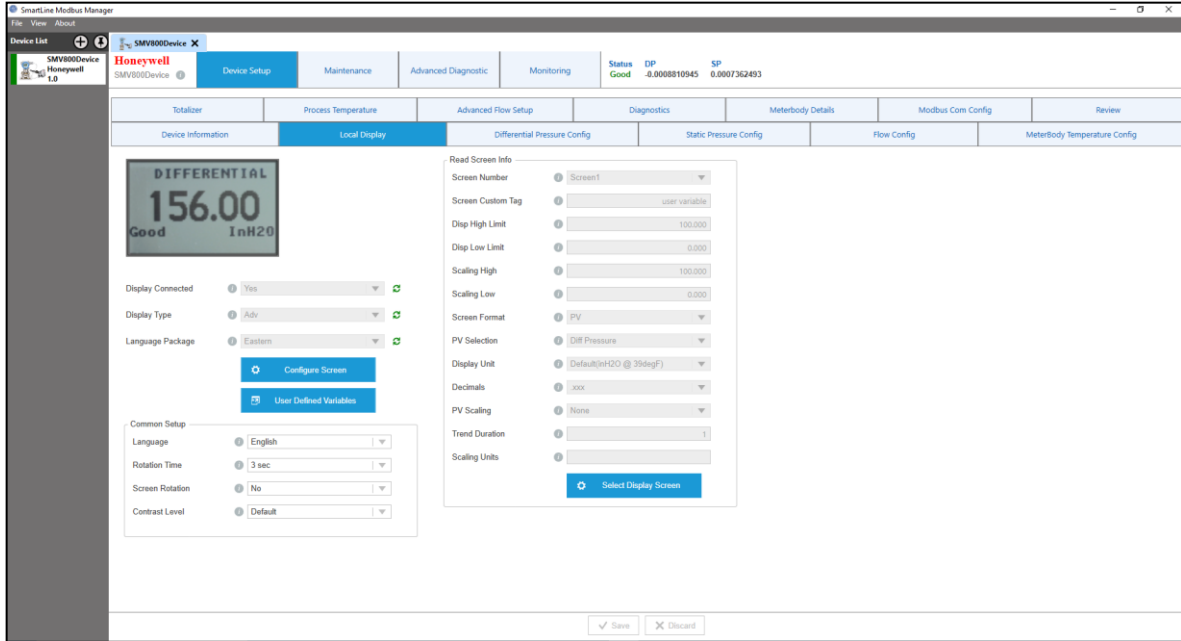 SmartLine Modbus Manager
File View About
Device List
SMV800Device
SMV800Device
Honeywell
1.0
Honeywell
SMV800Device
Device Setup
Maintenance
Advanced Diagnostic
Monitoring
Status DP SP
Good -0.0008810945 0.0007362493
Totalizer
Process Temperature
Advanced Flow Setup
Diagnostics
Meterbody Details
Modbus Com Config
Review
Device Information
Local Display
Differential Pressure Config
Static Pressure Config
Flow Config
MeterBody Temperature Config
DIFFERENTIAL
156.00
Good InH2O
Display Connected Yes
Display Type Adv
Language Package Eastern
Configure Screen
User Defined Variables
Common Setup
Language English
Rotation Time 3 sec
Screen Rotation No
Contrast Level Default
Read Screen Info
Screen Number Screen1
Screen Custom Tag user variable
Disp High Limit 100.000
Disp Low Limit 0.000
Scaling High 100.000
Scaling Low 0.000
Screen Format PV
PV Selection Diff Pressure
Display Unit Default(inH2O @ 39degF)
Decimals .xxx
PV Scaling None
Trend Duration 1
Scaling Units
Select Display Screen
Save
Discard